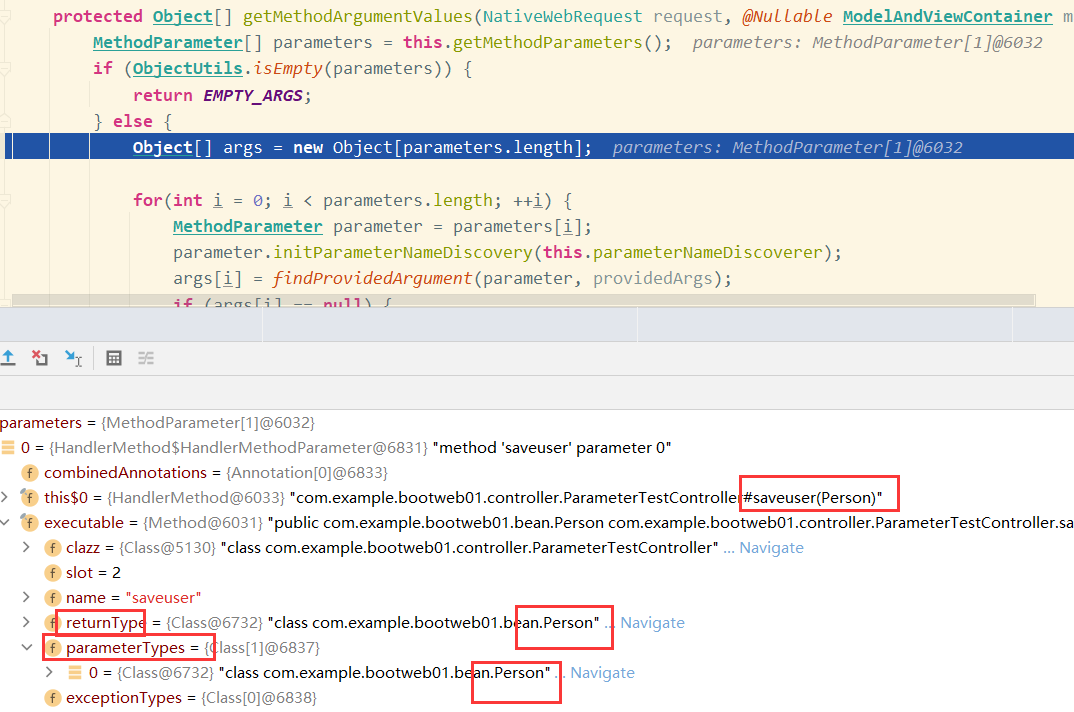 protected Object[] getMethodArgumentValues(NativeWebRequest request, @Nullable ModelAndViewContainer m
MethodParameter[] parameters = this.getMethodParameters(); parameters: MethodParameter[1]@6032
if (ObjectUtils.isEmpty(parameters)) {
return EMPTY_ARGS;
} else {
Object[] args = new Object[parameters.length]; parameters: MethodParameter[1]@6032
for(int i = 0; i < parameters.length; ++i) {
MethodParameter parameter = parameters[i];
parameter.initParameterNameDiscovery(this.parameterNameDiscoverer);
args[i] = findProvidedArgument(parameter, providedArgs);
if (args[i] == null) {
parameters = {MethodParameter[1]@6032}
0 = {HandlerMethod$HandlerMethodParameter@6831} "method 'saveuser' parameter 0"
f combinedAnnotations = {Annotation[0]@6833}
f this$0 = {HandlerMethod@6033} "com.example.bootweb01.controller.ParameterTestController#saveuser(Person)"
f executable = {Method@6031} "public com.example.bootweb01.bean.Person com.example.bootweb01.controller.ParameterTestController.sa
f clazz = {Class@5130} "class com.example.bootweb01.controller.ParameterTestController" ... Navigate
f slot = 2
f name = "saveuser"
f returnType = {Class@6732} "class com.example.bootweb01.bean.Person" ... Navigate
f parameterTypes = {Class[1]@6837}
0 = {Class@6732} "class com.example.bootweb01.bean.Person" ... Navigate
f exceptionTypes = {Class[0]@6838}